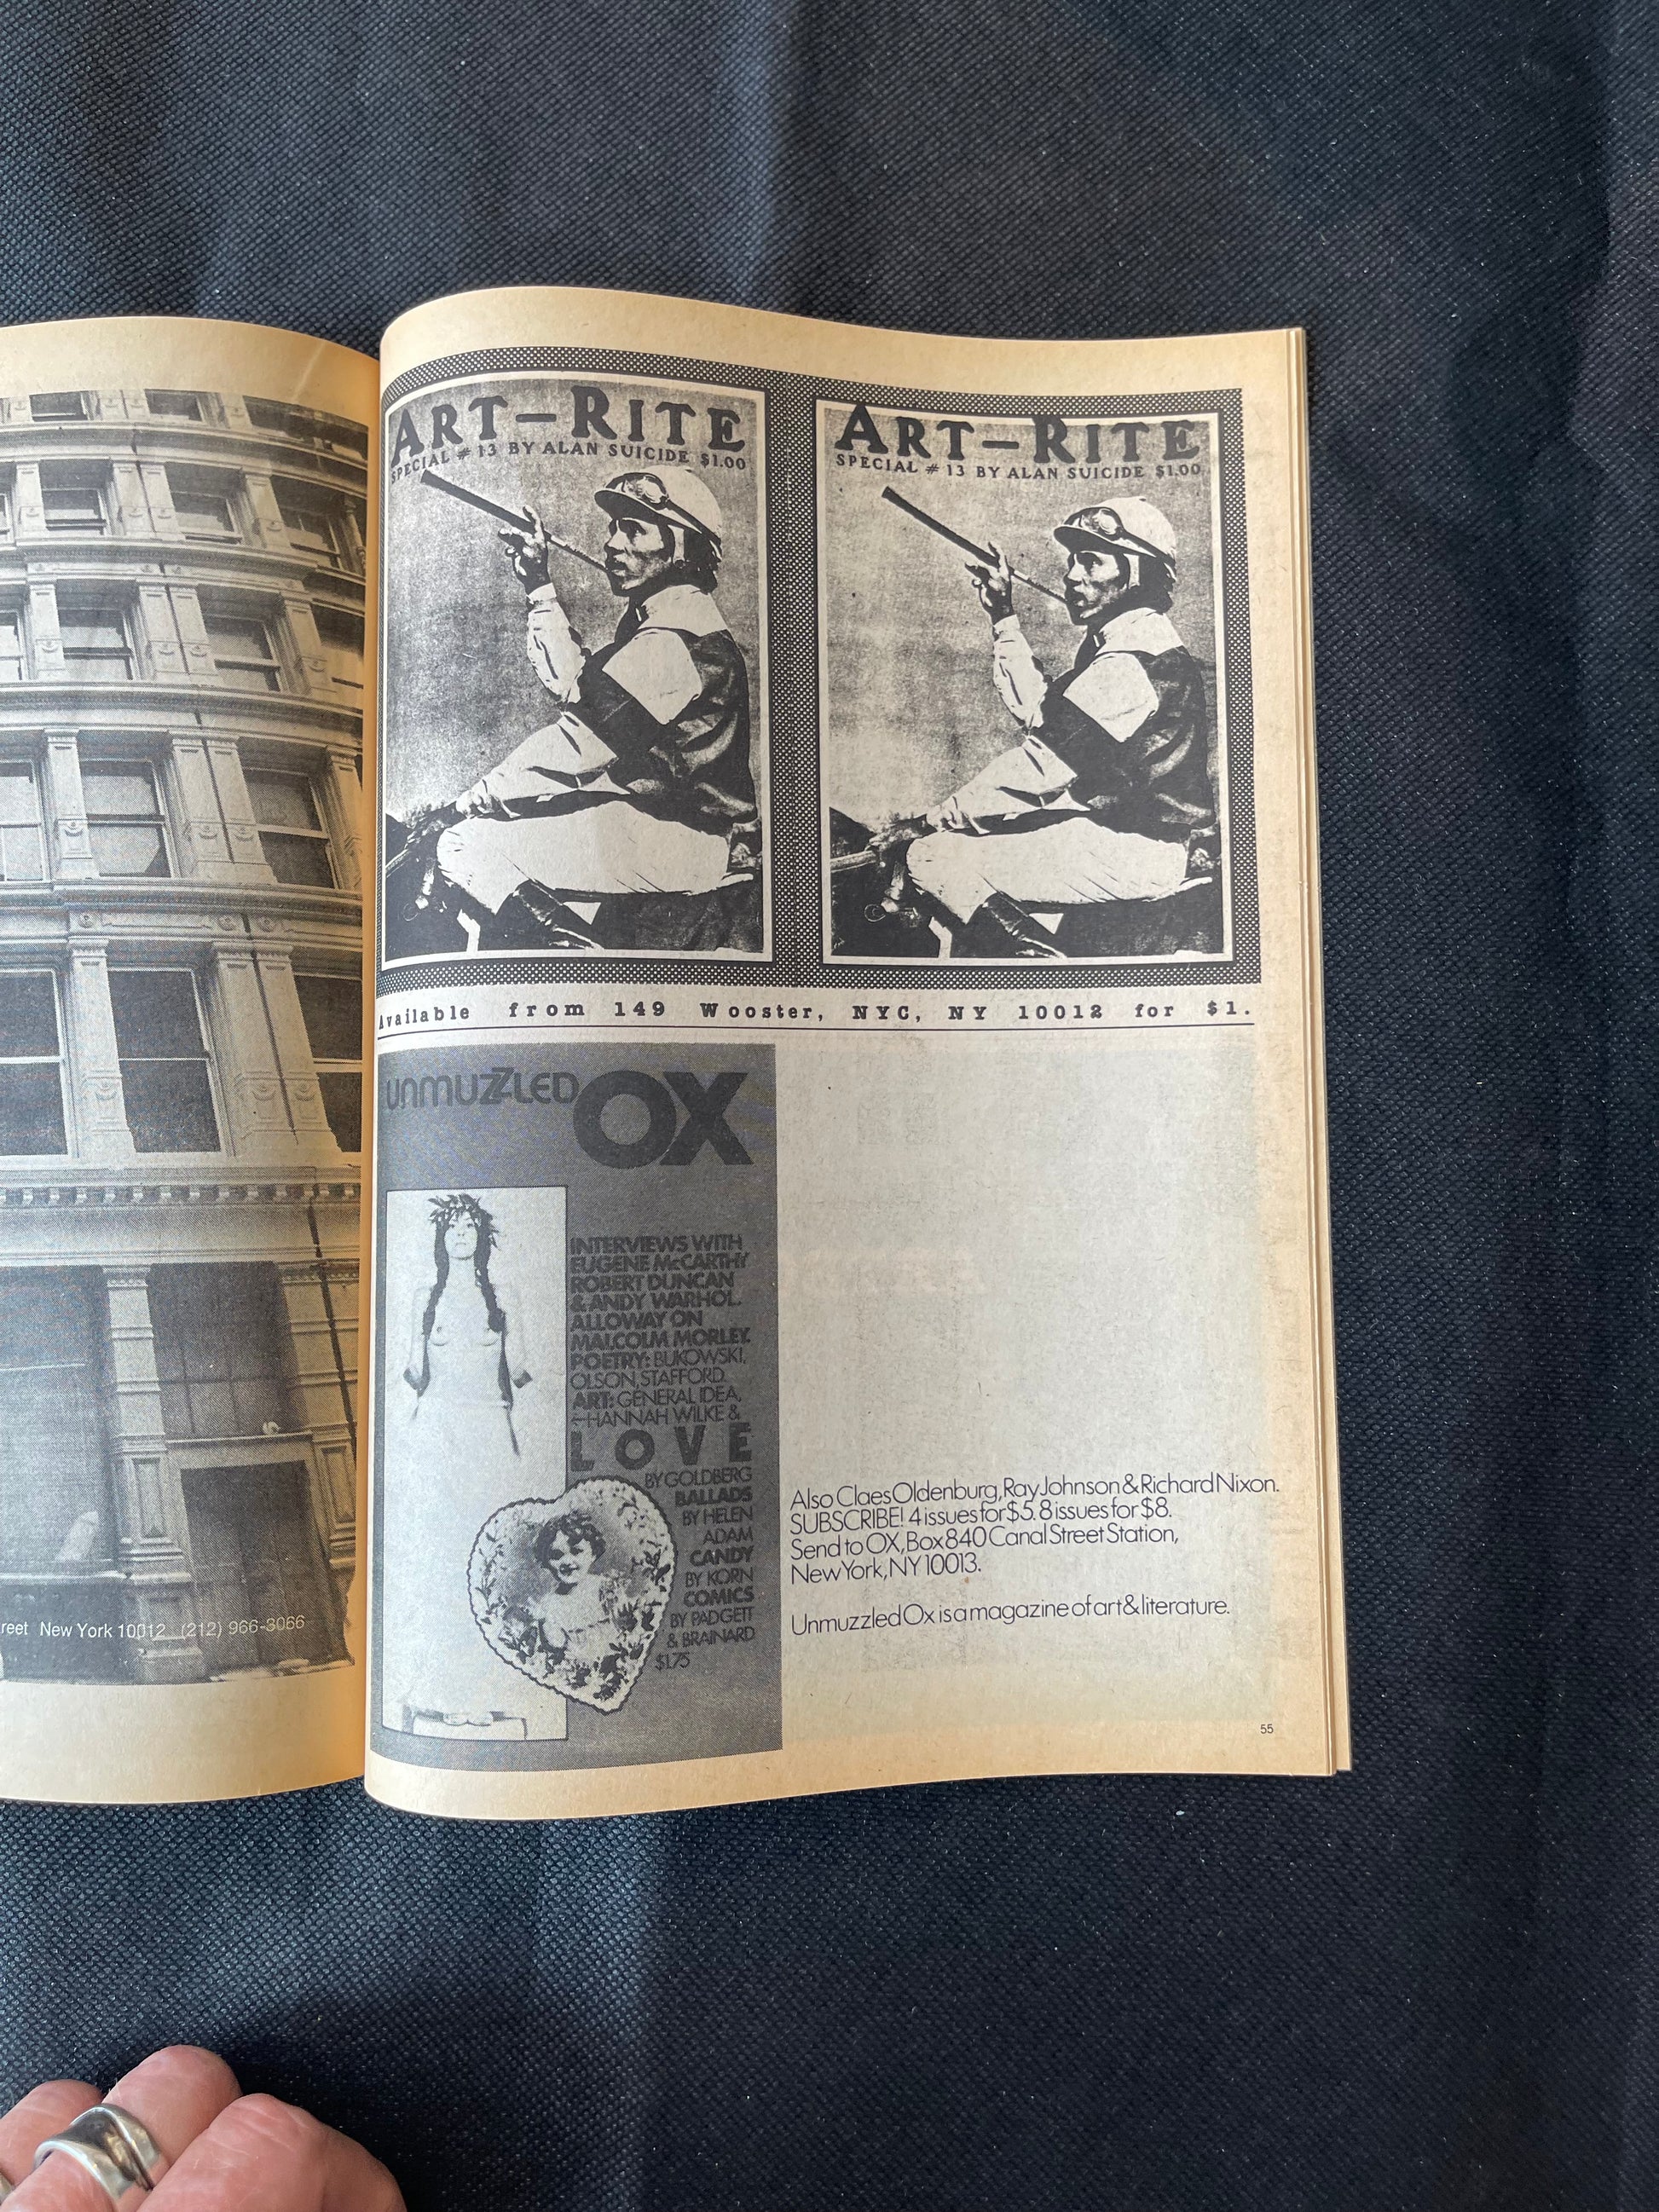 reet New York 10012 (212) 966-3066
ART-RITE
SPECIAL # 13 BY ALAN SUICIDE $1.00
ART-RITE
SPECIAL # 13 BY ALAN SUICIDE $1.00
Available from 149 Wooster, NYC, NY 10012 for $1.
UNMUZZLED OX
INTERVIEWS WITH
EUGENE McCARTHY
ROBERT DUNCAN
& ANDY WARHOL.
ALLOWAY ON
MALCOLM MORLEY.
POETRY: BUKOWSKI,
OLSON, STAFFORD.
ART: GENERAL IDEA,
HANNAH WILKE &
LOVE
BY GOLDBERG
BALLADS
BY HELEN
ADAM
CANDY
BY KORN
COMICS
BY PADGETT
& BRAINARD
$1.75
Also Claes Oldenburg, Ray Johnson & Richard Nixon.
SUBSCRIBE! 4 issues for $5. 8 issues for $8.
Send to OX, Box 840 Canal Street Station,
New York, NY 10013.
Unmuzzled Ox is a magazine of art & literature.
55